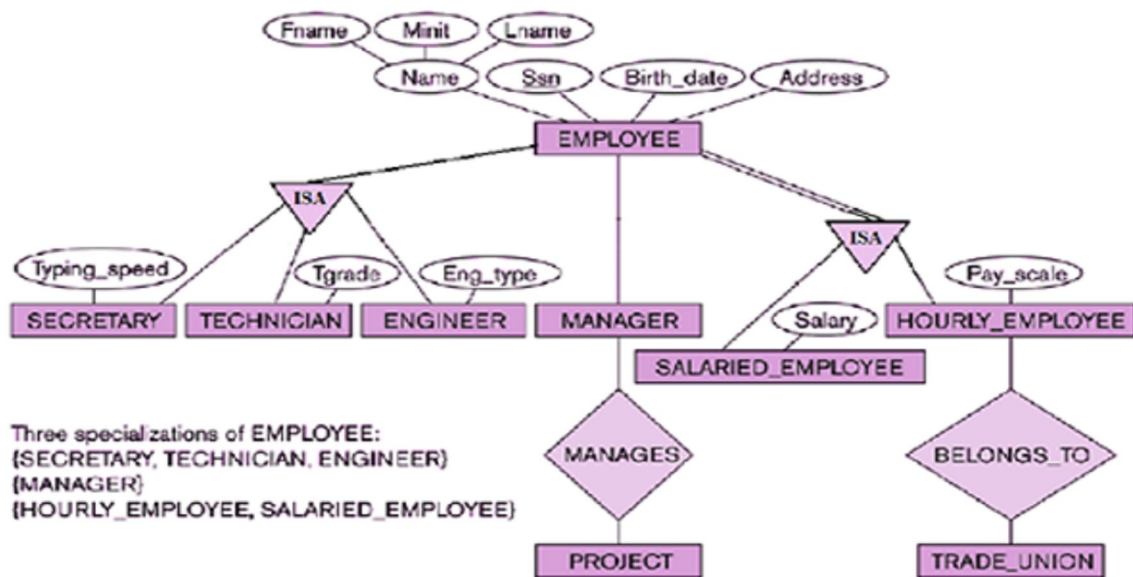 Fname Minit Lname
Name Ssn Birth_date Address
EMPLOYEE
ISA
ISA
Typing_speed Tgrade Eng_type Pay_scale
Salary
SECRETARY TECHNICIAN ENGINEER MANAGER HOURLY_EMPLOYEE
SALARIED_EMPLOYEE
Three specializations of EMPLOYEE:
{SECRETARY, TECHNICIAN, ENGINEER}
{MANAGER}
{HOURLY_EMPLOYEE, SALARIED_EMPLOYEE}
MANAGES BELONGS_TO
PROJECT TRADE_UNION